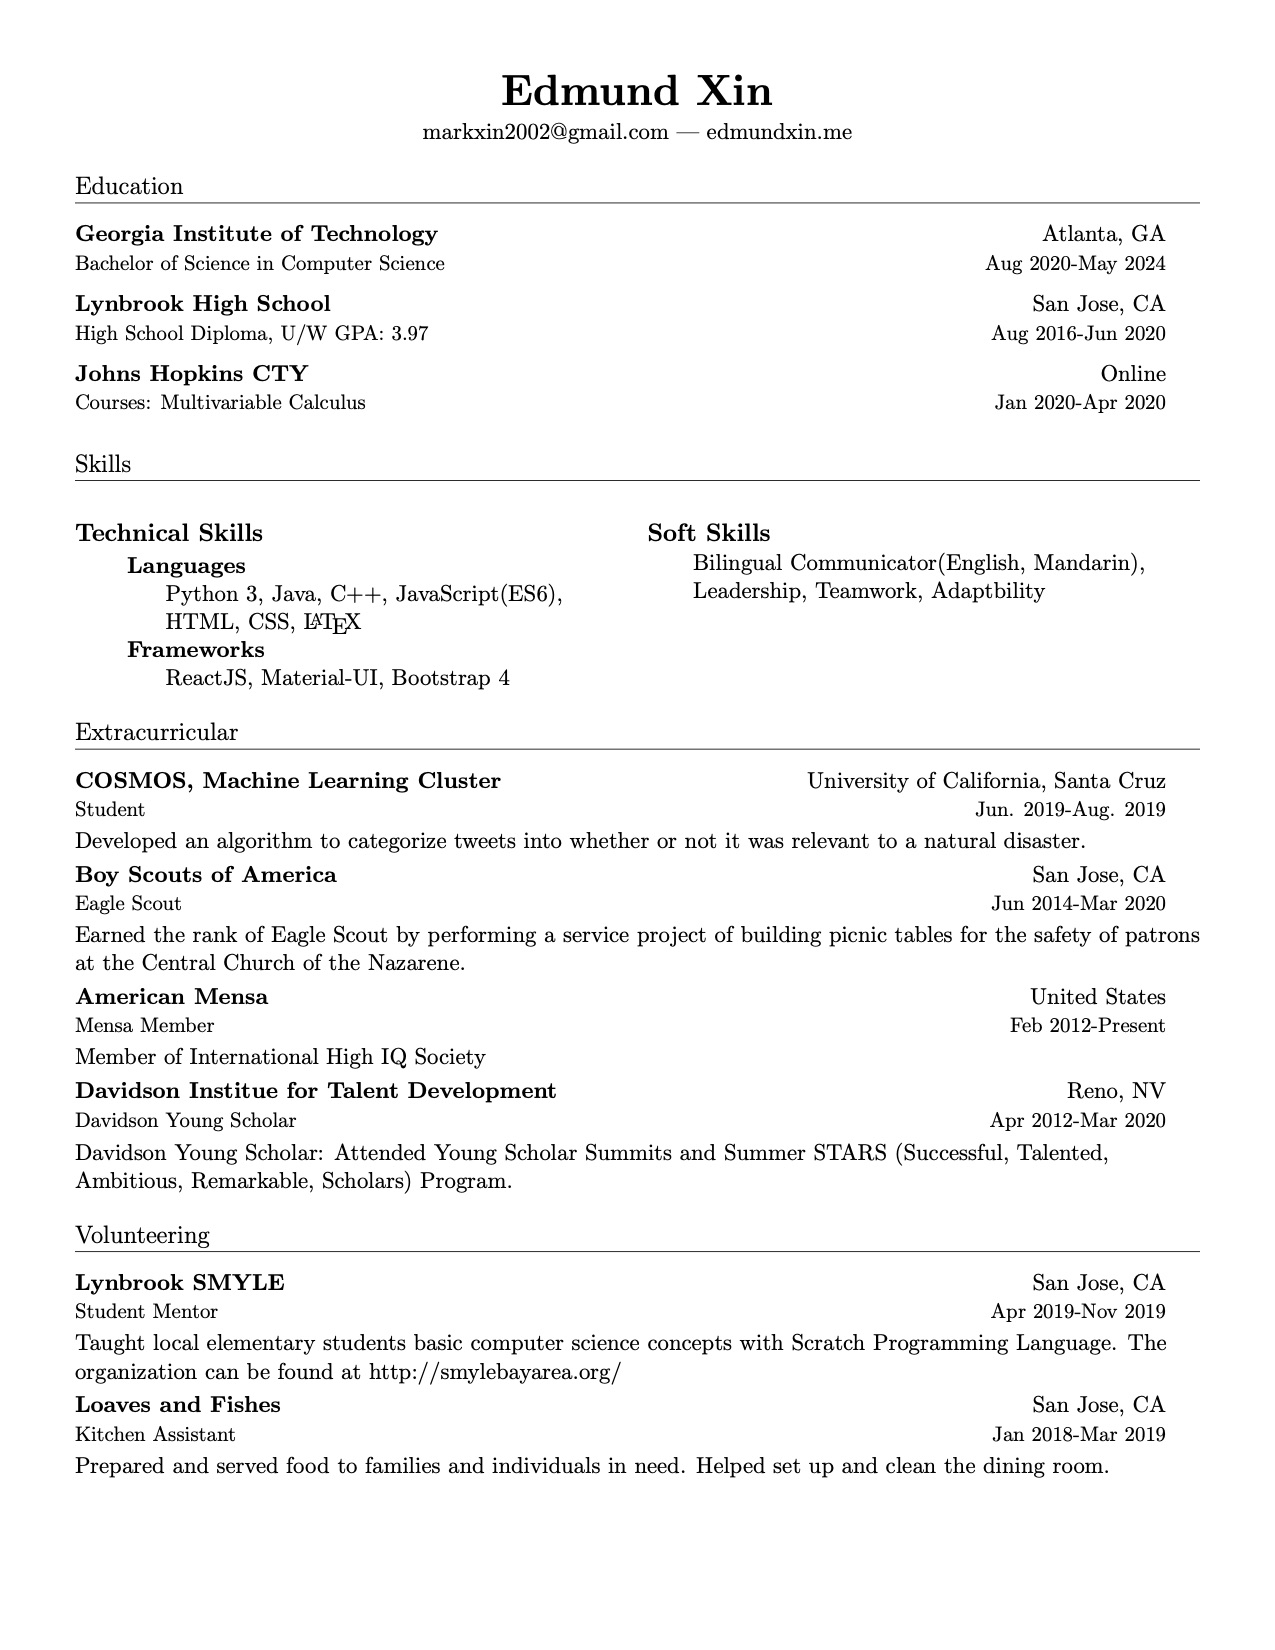 Edmund Xin
markxin2002@gmail.com — edmundxin.me
Education
Georgia Institute of Technology Atlanta, GA
Bachelor of Science in Computer Science Aug 2020-May 2024
Lynbrook High School San Jose, CA
High School Diploma, U/W GPA: 3.97 Aug 2016-Jun 2020
Johns Hopkins CTY Online
Courses: Multivariable Calculus Jan 2020-Apr 2020
Skills
Technical Skills
Languages
Python 3, Java, C++, JavaScript(ES6),
HTML, CSS, LATEX
Frameworks
ReactJS, Material-UI, Bootstrap 4
Soft Skills
Bilingual Communicator(English, Mandarin),
Leadership, Teamwork, Adaptbility
Extracurricular
COSMOS, Machine Learning Cluster University of California, Santa Cruz
Student Jun. 2019-Aug. 2019
Developed an algorithm to categorize tweets into whether or not it was relevant to a natural disaster.
Boy Scouts of America San Jose, CA
Eagle Scout Jun 2014-Mar 2020
Earned the rank of Eagle Scout by performing a service project of building picnic tables for the safety of patrons
at the Central Church of the Nazarene.
American Mensa United States
Mensa Member Feb 2012-Present
Member of International High IQ Society
Davidson Institue for Talent Development Reno, NV
Davidson Young Scholar Apr 2012-Mar 2020
Davidson Young Scholar: Attended Young Scholar Summits and Summer STARS (Successful, Talented,
Ambitious, Remarkable, Scholars) Program.
Volunteering
Lynbrook SMYLE San Jose, CA
Student Mentor Apr 2019-Nov 2019
Taught local elementary students basic computer science concepts with Scratch Programming Language. The
organization can be found at http://smylebayarea.org/
Loaves and Fishes San Jose, CA
Kitchen Assistant Jan 2018-Mar 2019
Prepared and served food to families and individuals in need. Helped set up and clean the dining room.